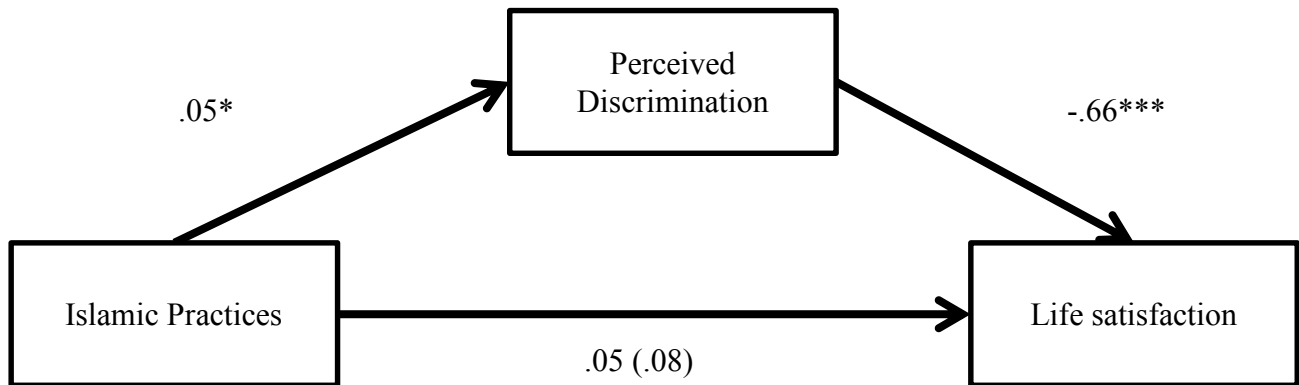 Perceived
Discrimination
.05*
-.66***
Islamic Practices
Life satisfaction
.05 (.08)